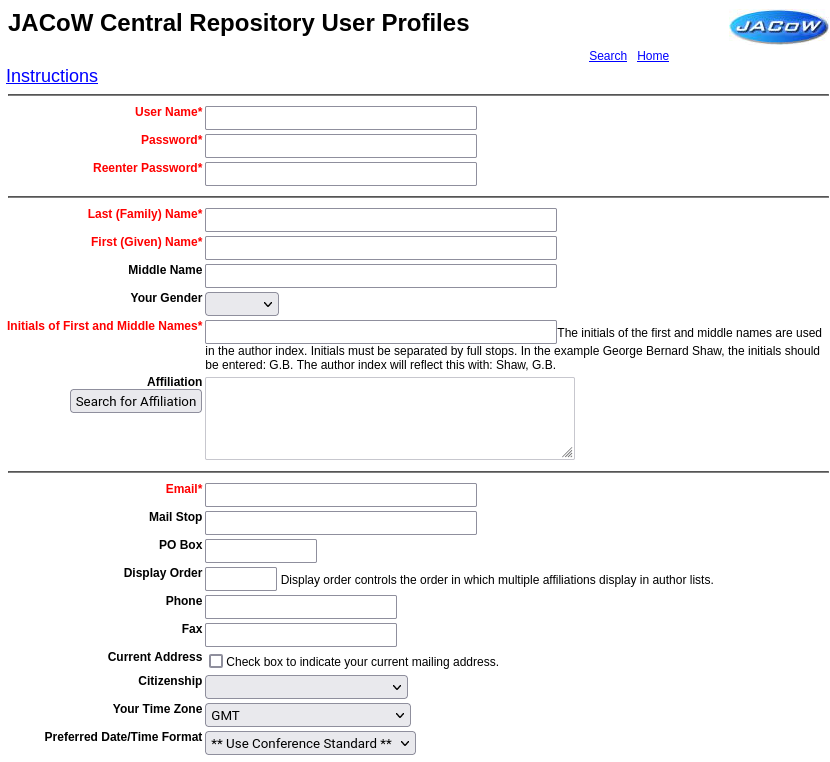 JACoW Central Repository User Profiles
JACoW
Search Home
Instructions
User Name*
Password*
Reenter Password*
Last (Family) Name*
First (Given) Name*
Middle Name
Your Gender
Initials of First and Middle Names* The initials of the first and middle names are used
in the author index. Initials must be separated by full stops. In the example George Bernard Shaw, the initials should
be entered: G.B. The author index will reflect this with: Shaw, G.B.
Affiliation
Search for Affiliation
Email*
Mail Stop
PO Box
Display Order Display order controls the order in which multiple affiliations display in author lists.
Phone
Fax
Current Address Check box to indicate your current mailing address.
Citizenship
Your Time Zone GMT
Preferred Date/Time Format ** Use Conference Standard **